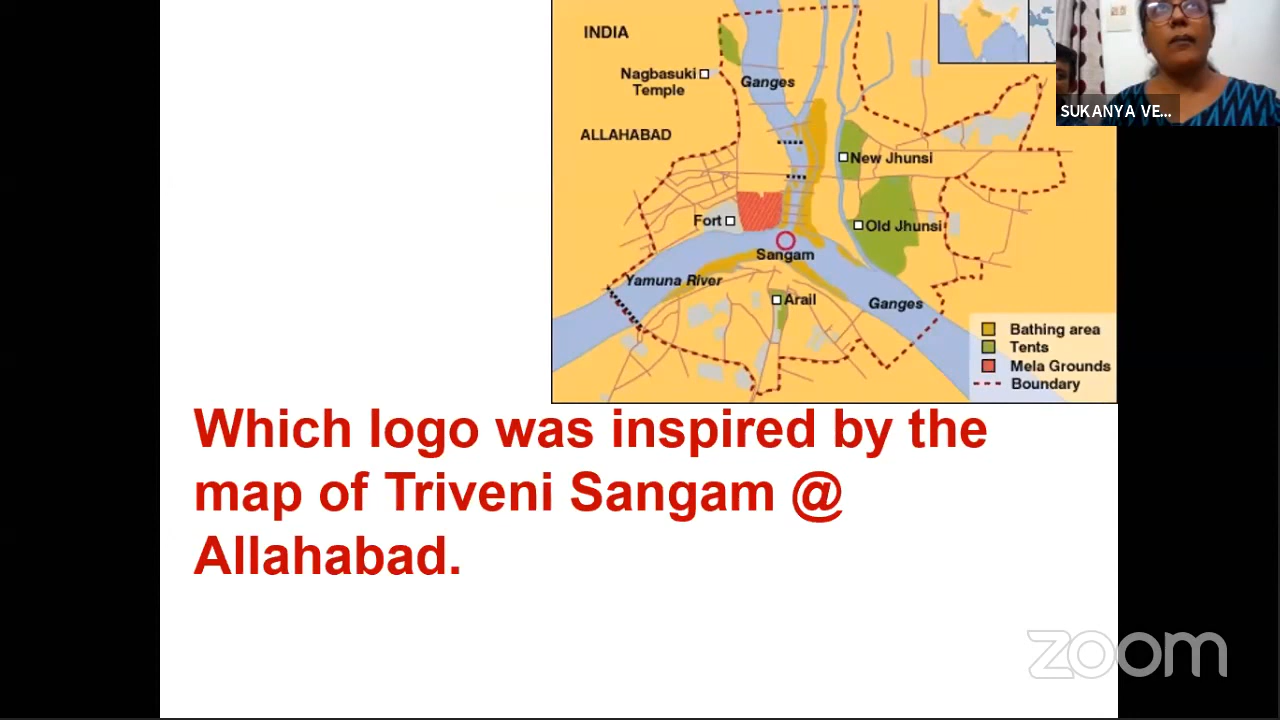 INDIA
Nagbasuki
Temple
Ganges
ALLAHABAD
New Jhunsi
Fort
Old Jhunsi
Sangam
Yamuna River
Arail
Ganges
Bathing area
Tents
Mela Grounds
Boundary
SUKANYA VE...
Which logo was inspired by the
map of Triveni Sangam @
Allahabad.
zoom